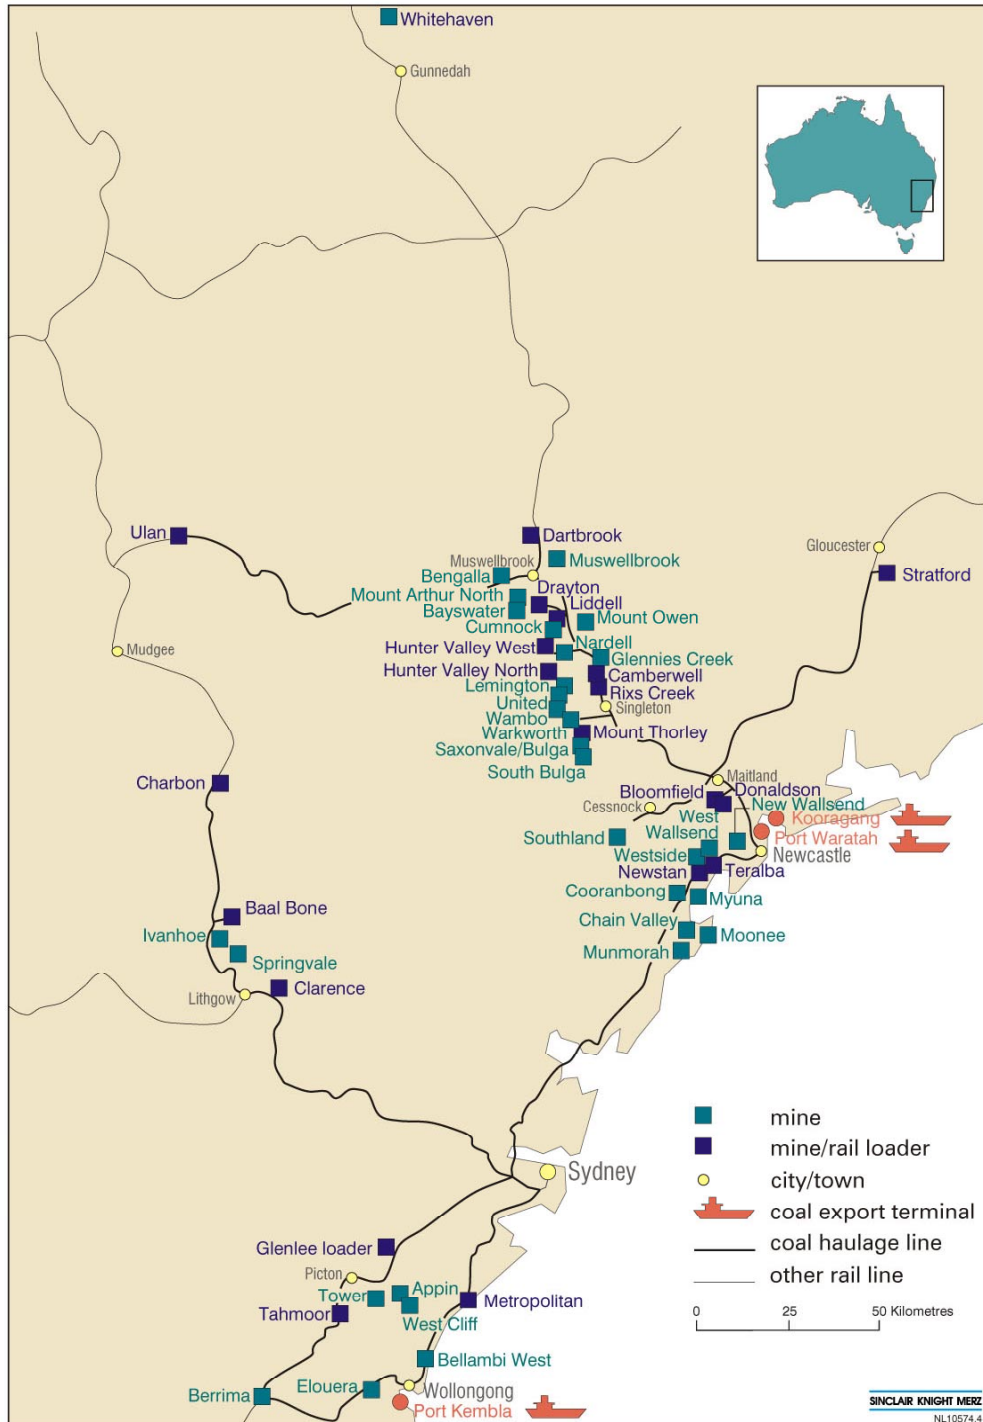 Whitehaven
Gunnedah
Ulan
Dartbrook
Muswellbrook
Muswellbrook
Gloucester
Stratford
Bengalla
Drayton
Mount Arthur North
Liddell
Bayswater
Mount Owen
Cumnock
Nardell
Hunter Valley West
Glennies Creek
Mudgee
Hunter Valley North
Camberwell
Lemington
Rixs Creek
United
Singleton
Wambo
Warkworth
Mount Thorley
Saxonvale/Bulga
South Bulga
Charbon
Maitland
Bloomfield
Donaldson
Cessnock
New Wallsend
West
Wallsend
Kooragang
Southland
Port Waratah
Westside
Newcastle
Newstan
Teralba
Cooranbong
Myuna
Baal Bone
Chain Valley
Ivanhoe
Moonee
Springvale
Munmorah
Lithgow
Clarence
mine
mine/rail loader
Sydney
city/town
coal export terminal
Glenlee loader
coal haulage line
Picton
other rail line
Appin
Tower
Metropolitan
0 25 50 Kilometres
Tahmoor
West Cliff
Bellambi West
Elouera
Wollongong
Berrima
Port Kembla
SINCLAIR KNIGHT MERZ
NL10574.4